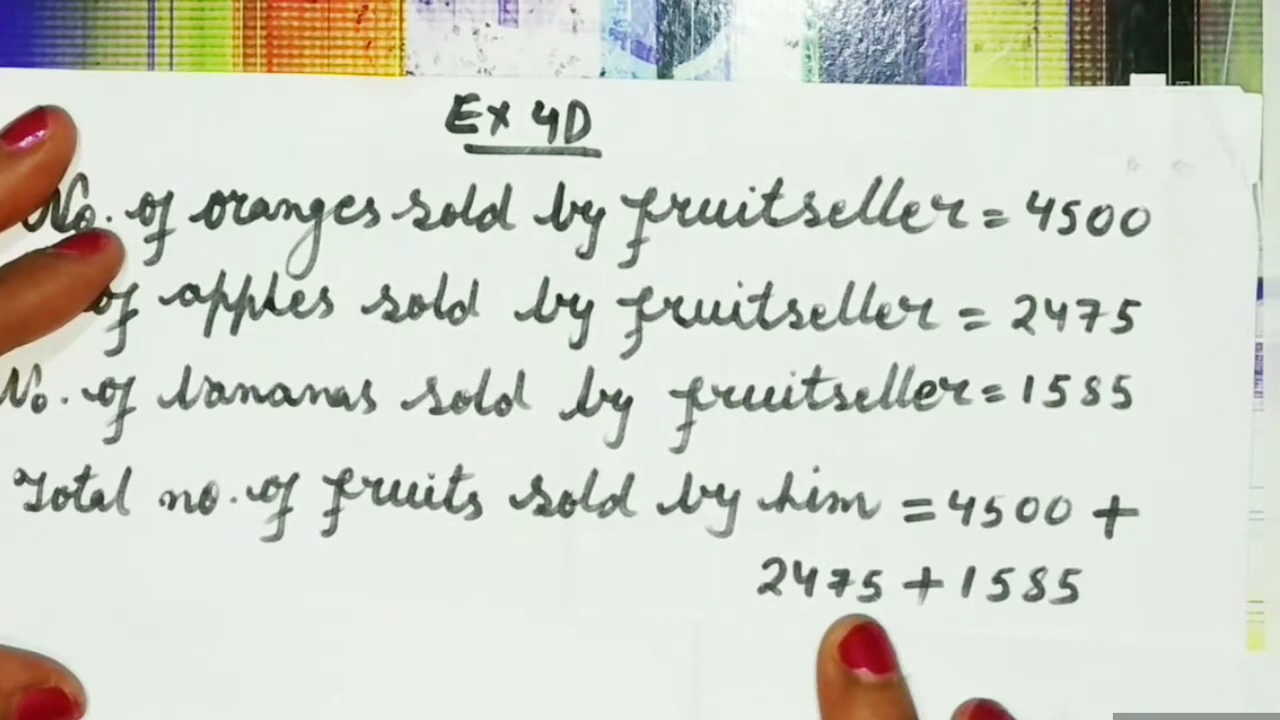 Ex 4D
No. of oranges sold by fruitseller = 4500
of apples sold by fruitseller = 2475
No. of bananas sold by fruitseller = 1585
Total no. of fruits sold by him = 4500 +
2475 + 1585